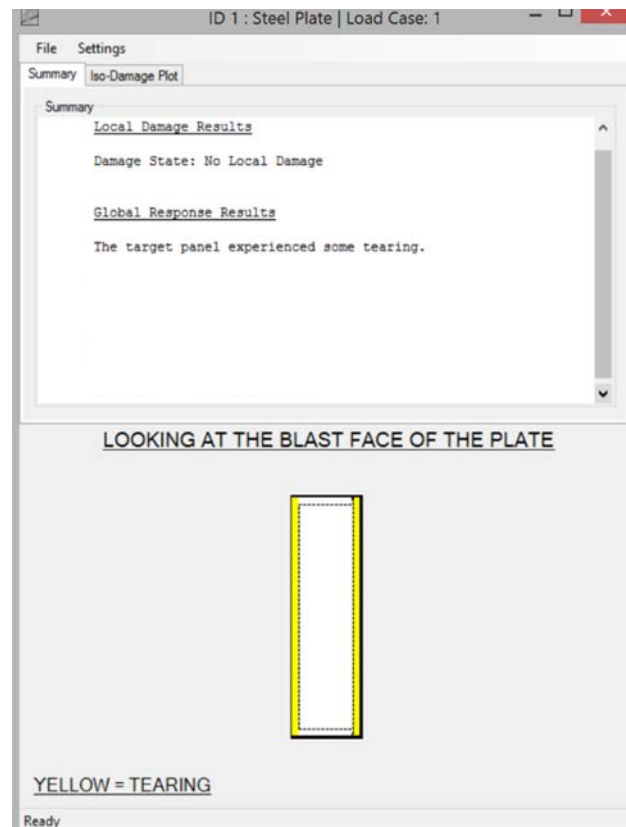 ID 1 : Steel Plate | Load Case: 1
File Settings
Summary Iso-Damage Plot
Summary
Local Damage Results
Damage State: No Local Damage
Global Response Results
The target panel experienced some tearing.
LOOKING AT THE BLAST FACE OF THE PLATE
YELLOW = TEARING
Ready